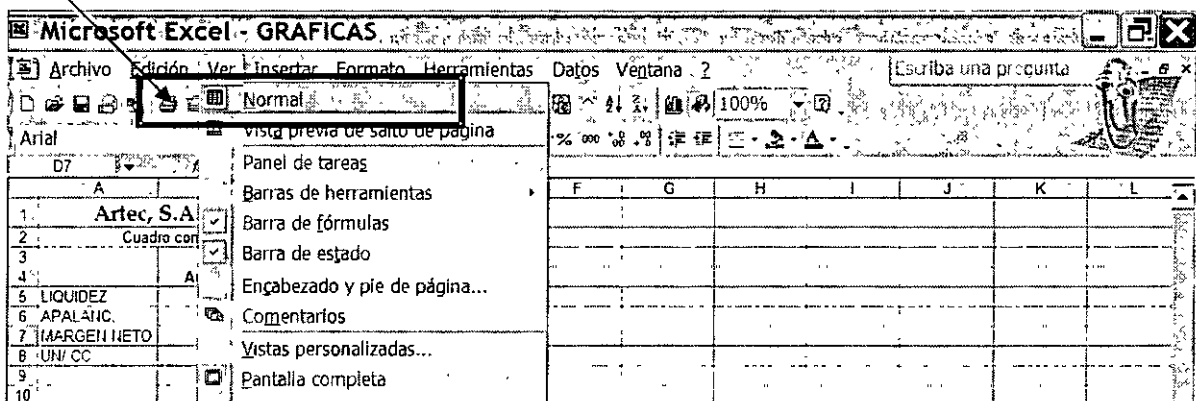 Microsoft Excel - GRAFICAS
Archivo Edición Ver Insertar Formato Herramientas Datos Ventana ? Escriba una pregunta
Normal 100%
Vista previa de salto de página
Arial % 000
Panel de tareas
D7
Barras de herramientas
A F G H I J K L
1 Artec, S.A
Barra de fórmulas
2 Cuadro con
3
Barra de estado
4 A
Encabezado y pie de página...
5 LIQUIDEZ
6 APALANC.
Comentarios
7 MARGEN NETO
8 UN/ CC
Vistas personalizadas...
9
Pantalla completa
10